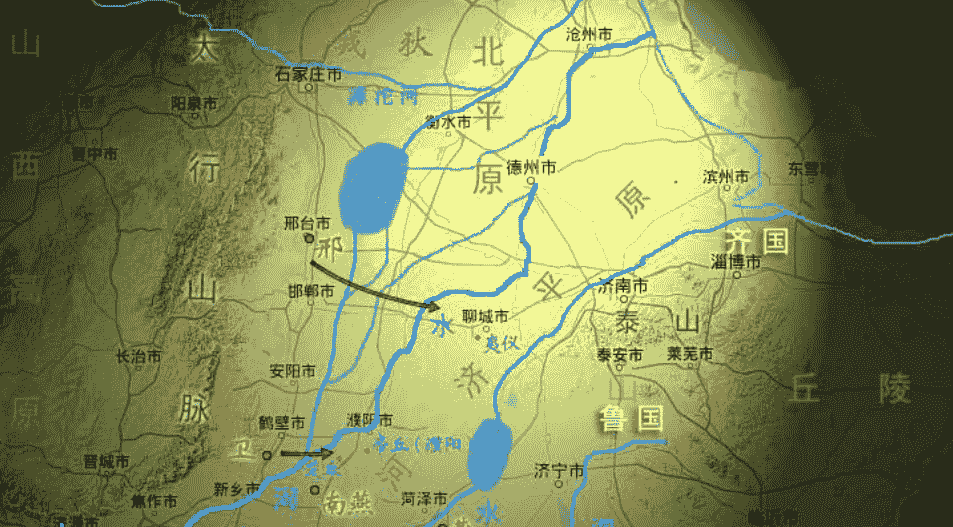 山
太
戎狄
北
沧州市
石家庄市
滹沱河
阳泉市
衡水市
平
晋中市
西
行
原
德州市
滨州市
东营
原
邢台市
邢
齐国
淄博市
山
邯郸市
平
济南市
水
聊城市
泰山
夷仪
长治市
泰安市
莱芜市
安阳市
济
丘陵
原
脉
鹤壁市
濮阳市
鲁国
卫
帝丘(濮阳
河
晋城市
济宁市
新乡市
焦作市
南燕
菏泽市
河
水